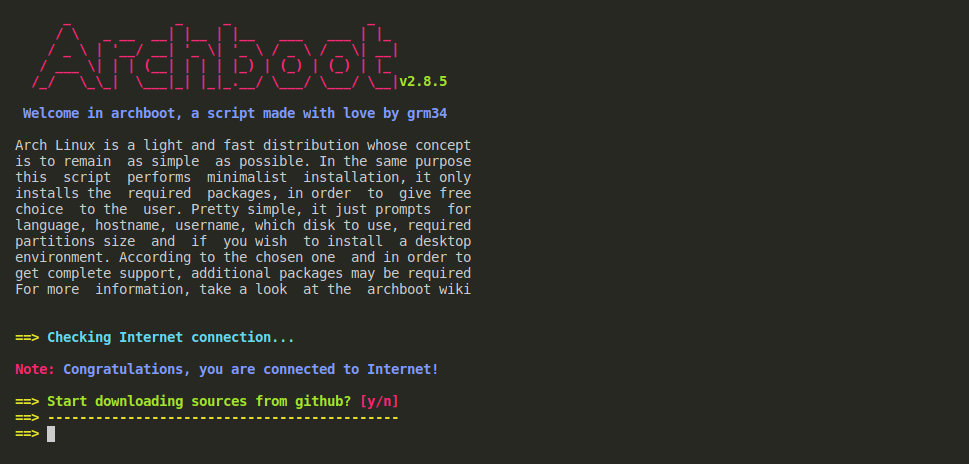 Archboot v2.8.5
Welcome in archboot, a script made with love by grm34
Arch Linux is a light and fast distribution whose concept
is to remain  as simple  as possible. In the same purpose
this  script  performs  minimalist  installation, it only
installs the  required  packages, in order  to  give free
choice  to the  user. Pretty simple, it just prompts  for
language, hostname, username, which disk to use, required
partitions size  and  if  you wish  to install  a desktop
environment. According to the chosen one  and in order to
get complete support, additional packages may be required
For more  information, take a look  at the  archboot wiki
==> Checking Internet connection...
Note: Congratulations, you are connected to Internet!
==> Start downloading sources from github? [y/n]
==> --------------------------------------------
==>